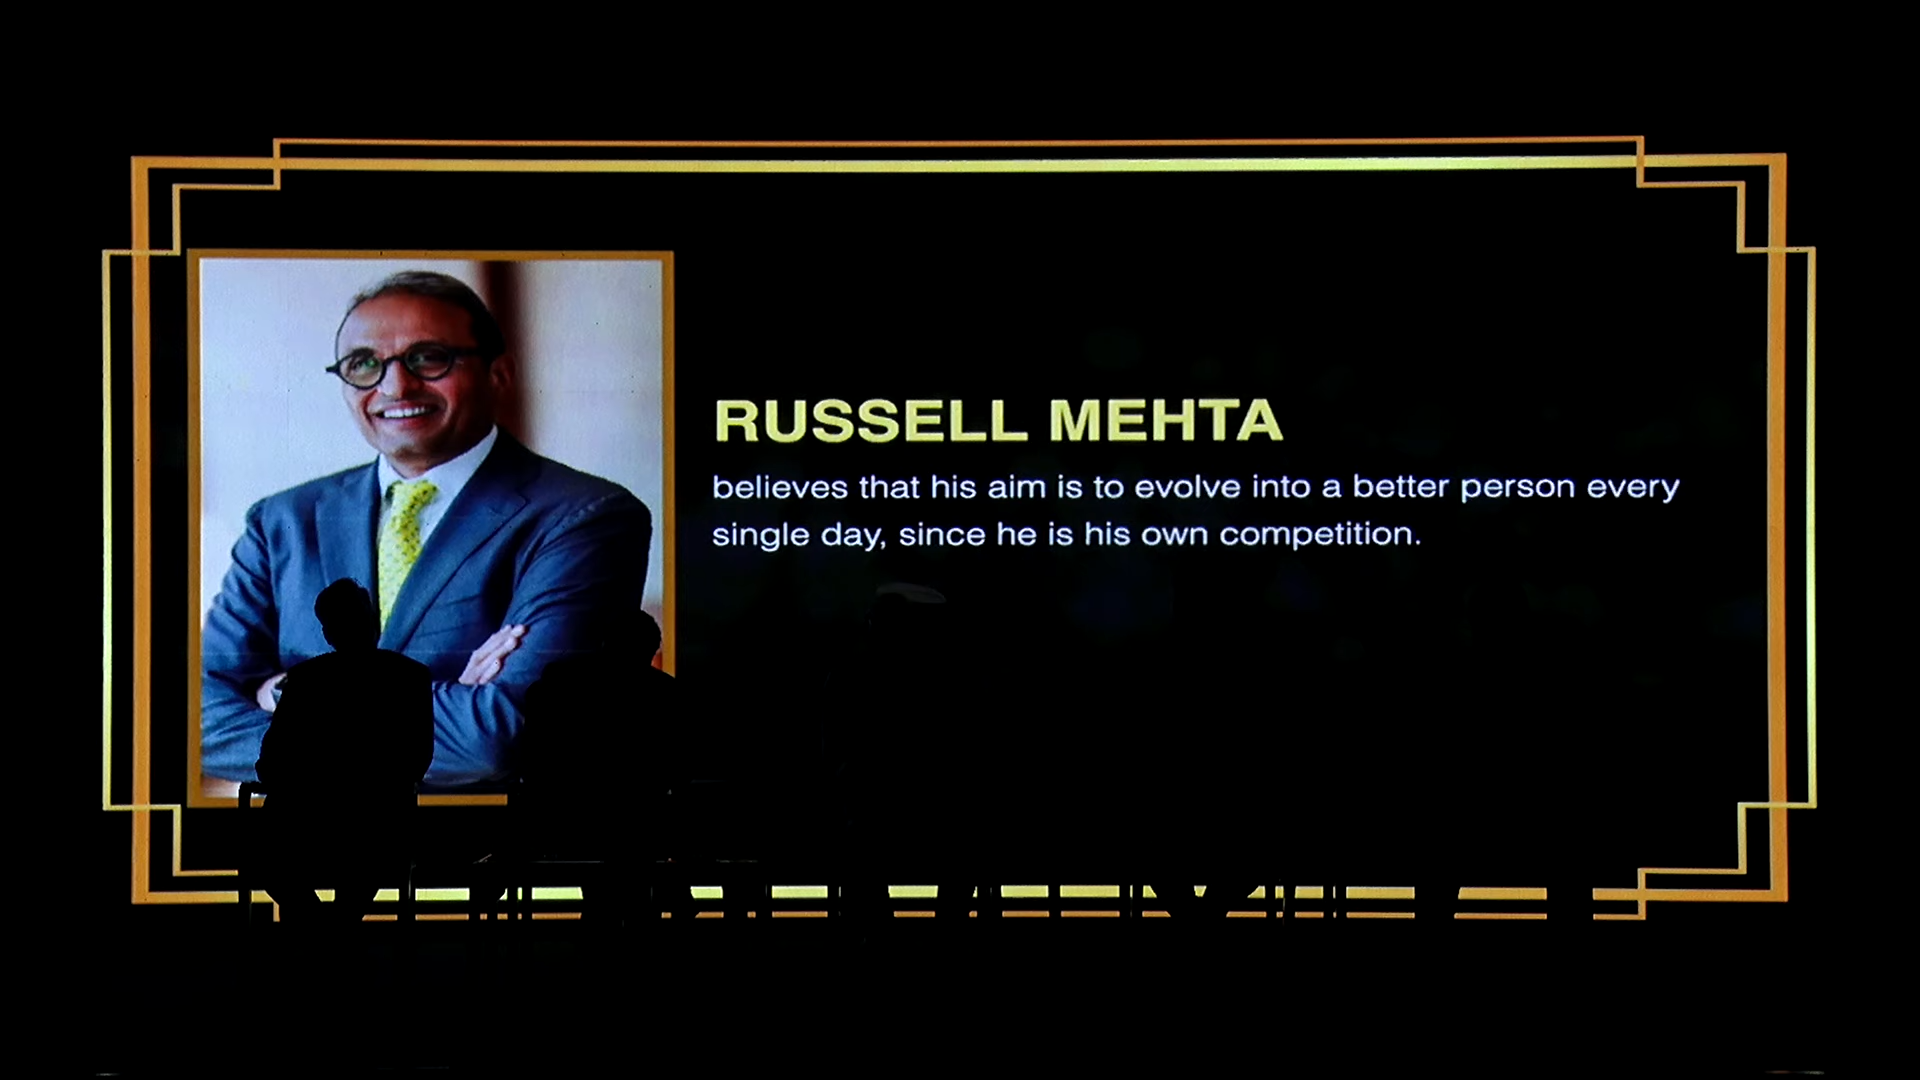 RUSSELL MEHTA
believes that his aim is to evolve into a better person every
single day, since he is his own competition.